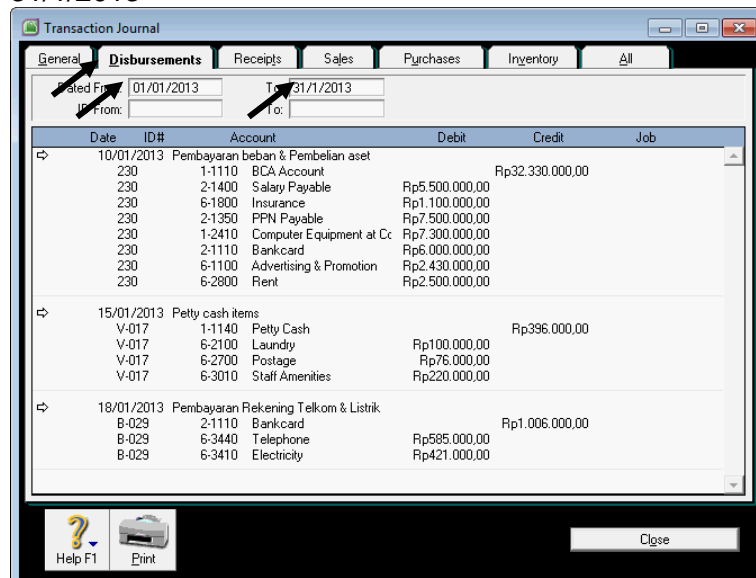 Transaction Journal
General Disbursements Receipts Sales Purchases Inventory All
Dated From: 01/01/2013 To: 31/1/2013
ID From: To:
Date ID# Account Debit Credit Job
10/01/2013 Pembayaran beban & Pembelian aset
230 1-1110 BCA Account Rp32.330.000,00
230 2-1400 Salary Payable Rp5.500.000,00
230 6-1800 Insurance Rp1.100.000,00
230 2-1350 PPN Payable Rp7.500.000,00
230 1-2410 Computer Equipment at Cc Rp7.300.000,00
230 2-1110 Bankcard Rp6.000.000,00
230 6-1100 Advertising & Promotion Rp2.430.000,00
230 6-2800 Rent Rp2.500.000,00
15/01/2013 Petty cash items
V-017 1-1140 Petty Cash Rp396.000,00
V-017 6-2100 Laundry Rp100.000,00
V-017 6-2700 Postage Rp76.000,00
V-017 6-3010 Staff Amenities Rp220.000,00
18/01/2013 Pembayaran Rekening Telkom & Listrik
B-029 2-1110 Bankcard Rp1.006.000,00
B-029 6-3440 Telephone Rp585.000,00
B-029 6-3410 Electricity Rp421.000,00
Help F1 Print Close